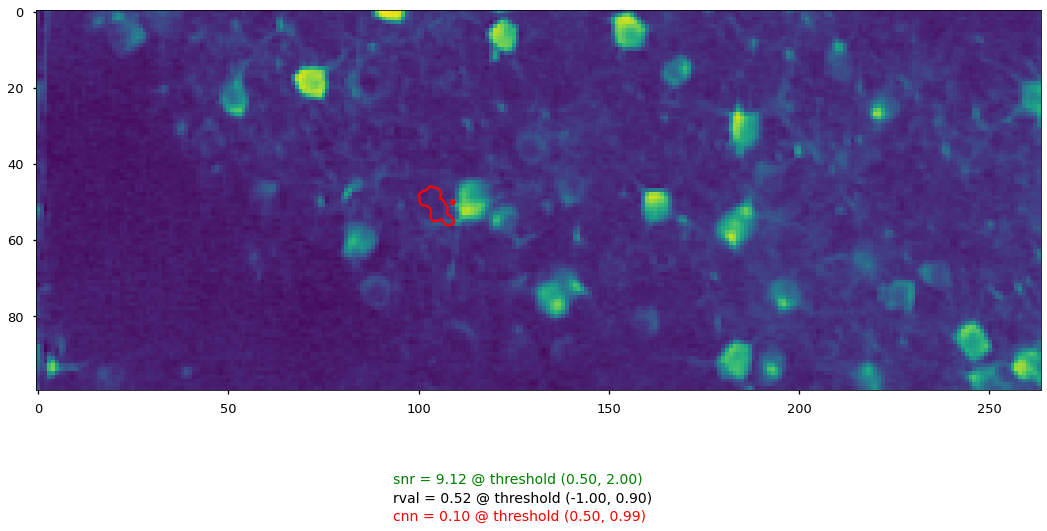 0
20
40
60
80
0 50 100 150 200 250
snr = 9.12 @ threshold (0.50, 2.00)
rval = 0.52 @ threshold (-1.00, 0.90)
cnn = 0.10 @ threshold (0.50, 0.99)